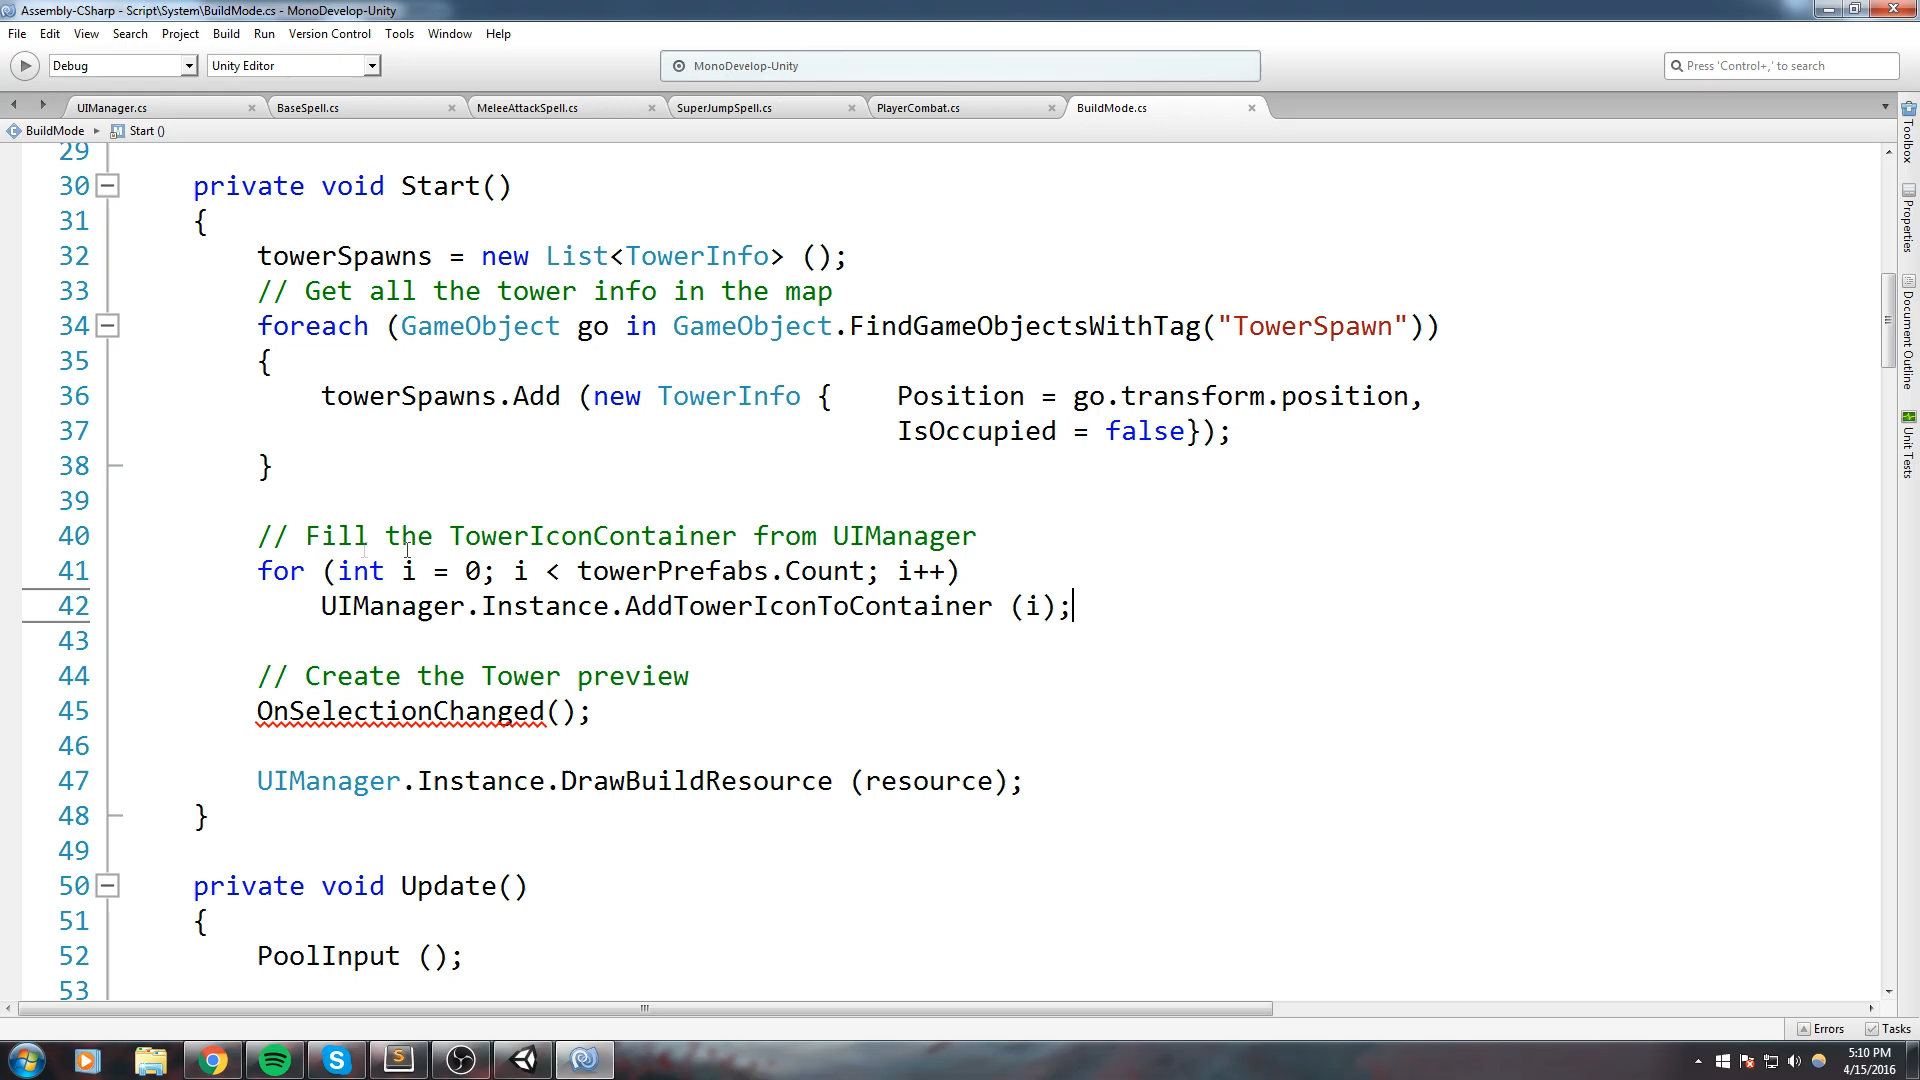 Assembly-CSharp - Script\System\BuildMode.cs - MonoDevelop-Unity
File Edit View Search Project Build Run Version Control Tools Window Help
Debug Unity Editor MonoDevelop-Unity Press 'Control+,' to search
UIManager.cs BaseSpell.cs MeleeAttackSpell.cs SuperJumpSpell.cs PlayerCombat.cs BuildMode.cs
BuildMode Start ()
29
30 private void Start()
31 {
32 towerSpawns = new List<TowerInfo> ();
33 // Get all the tower info in the map
34 foreach (GameObject go in GameObject.FindGameObjectsWithTag("TowerSpawn"))
35 {
36 towerSpawns.Add (new TowerInfo { Position = go.transform.position,
37 IsOccupied = false});
38 }
39
40 // Fill the TowerIconContainer from UIManager
41 for (int i = 0; i < towerPrefabs.Count; i++)
42 UIManager.Instance.AddTowerIconToContainer (i);
43
44 // Create the Tower preview
45 OnSelectionChanged();
46
47 UIManager.Instance.DrawBuildResource (resource);
48 }
49
50 private void Update()
51 {
52 PoolInput ();
53
Toolbox
Properties
Document Outline
Unit Tests
Errors Tasks
5:10 PM
4/15/2016